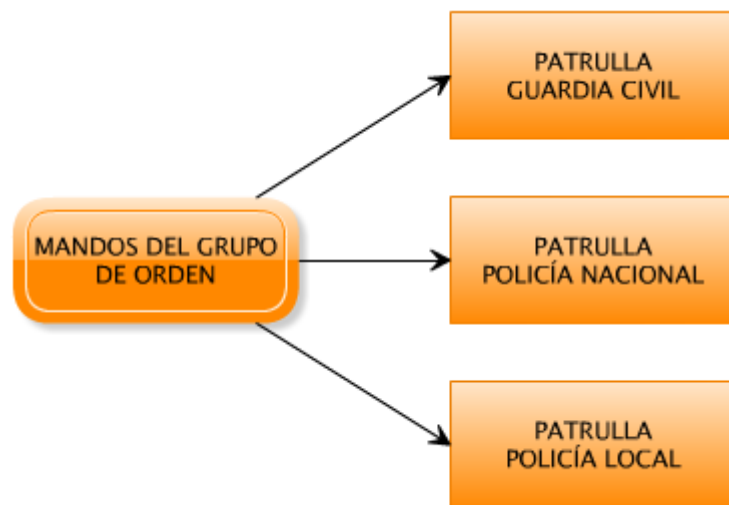 PATRULLA
GUARDIA CIVIL
MANDOS DEL GRUPO
DE ORDEN
PATRULLA
POLICÍA NACIONAL
PATRULLA
POLICÍA LOCAL